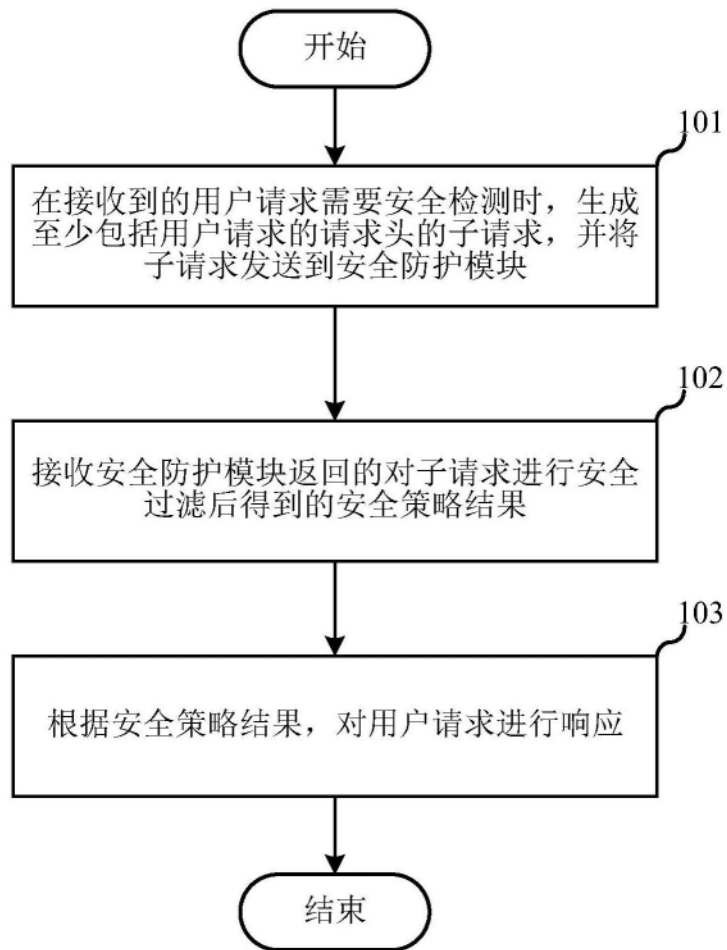 开始
101
在接收到的用户请求需要安全检测时，生成
至少包括用户请求的请求头的子请求，并将
子请求发送到安全防护模块
102
接收安全防护模块返回的对子请求进行安全
过滤后得到的安全策略结果
103
根据安全策略结果，对用户请求进行响应
结束